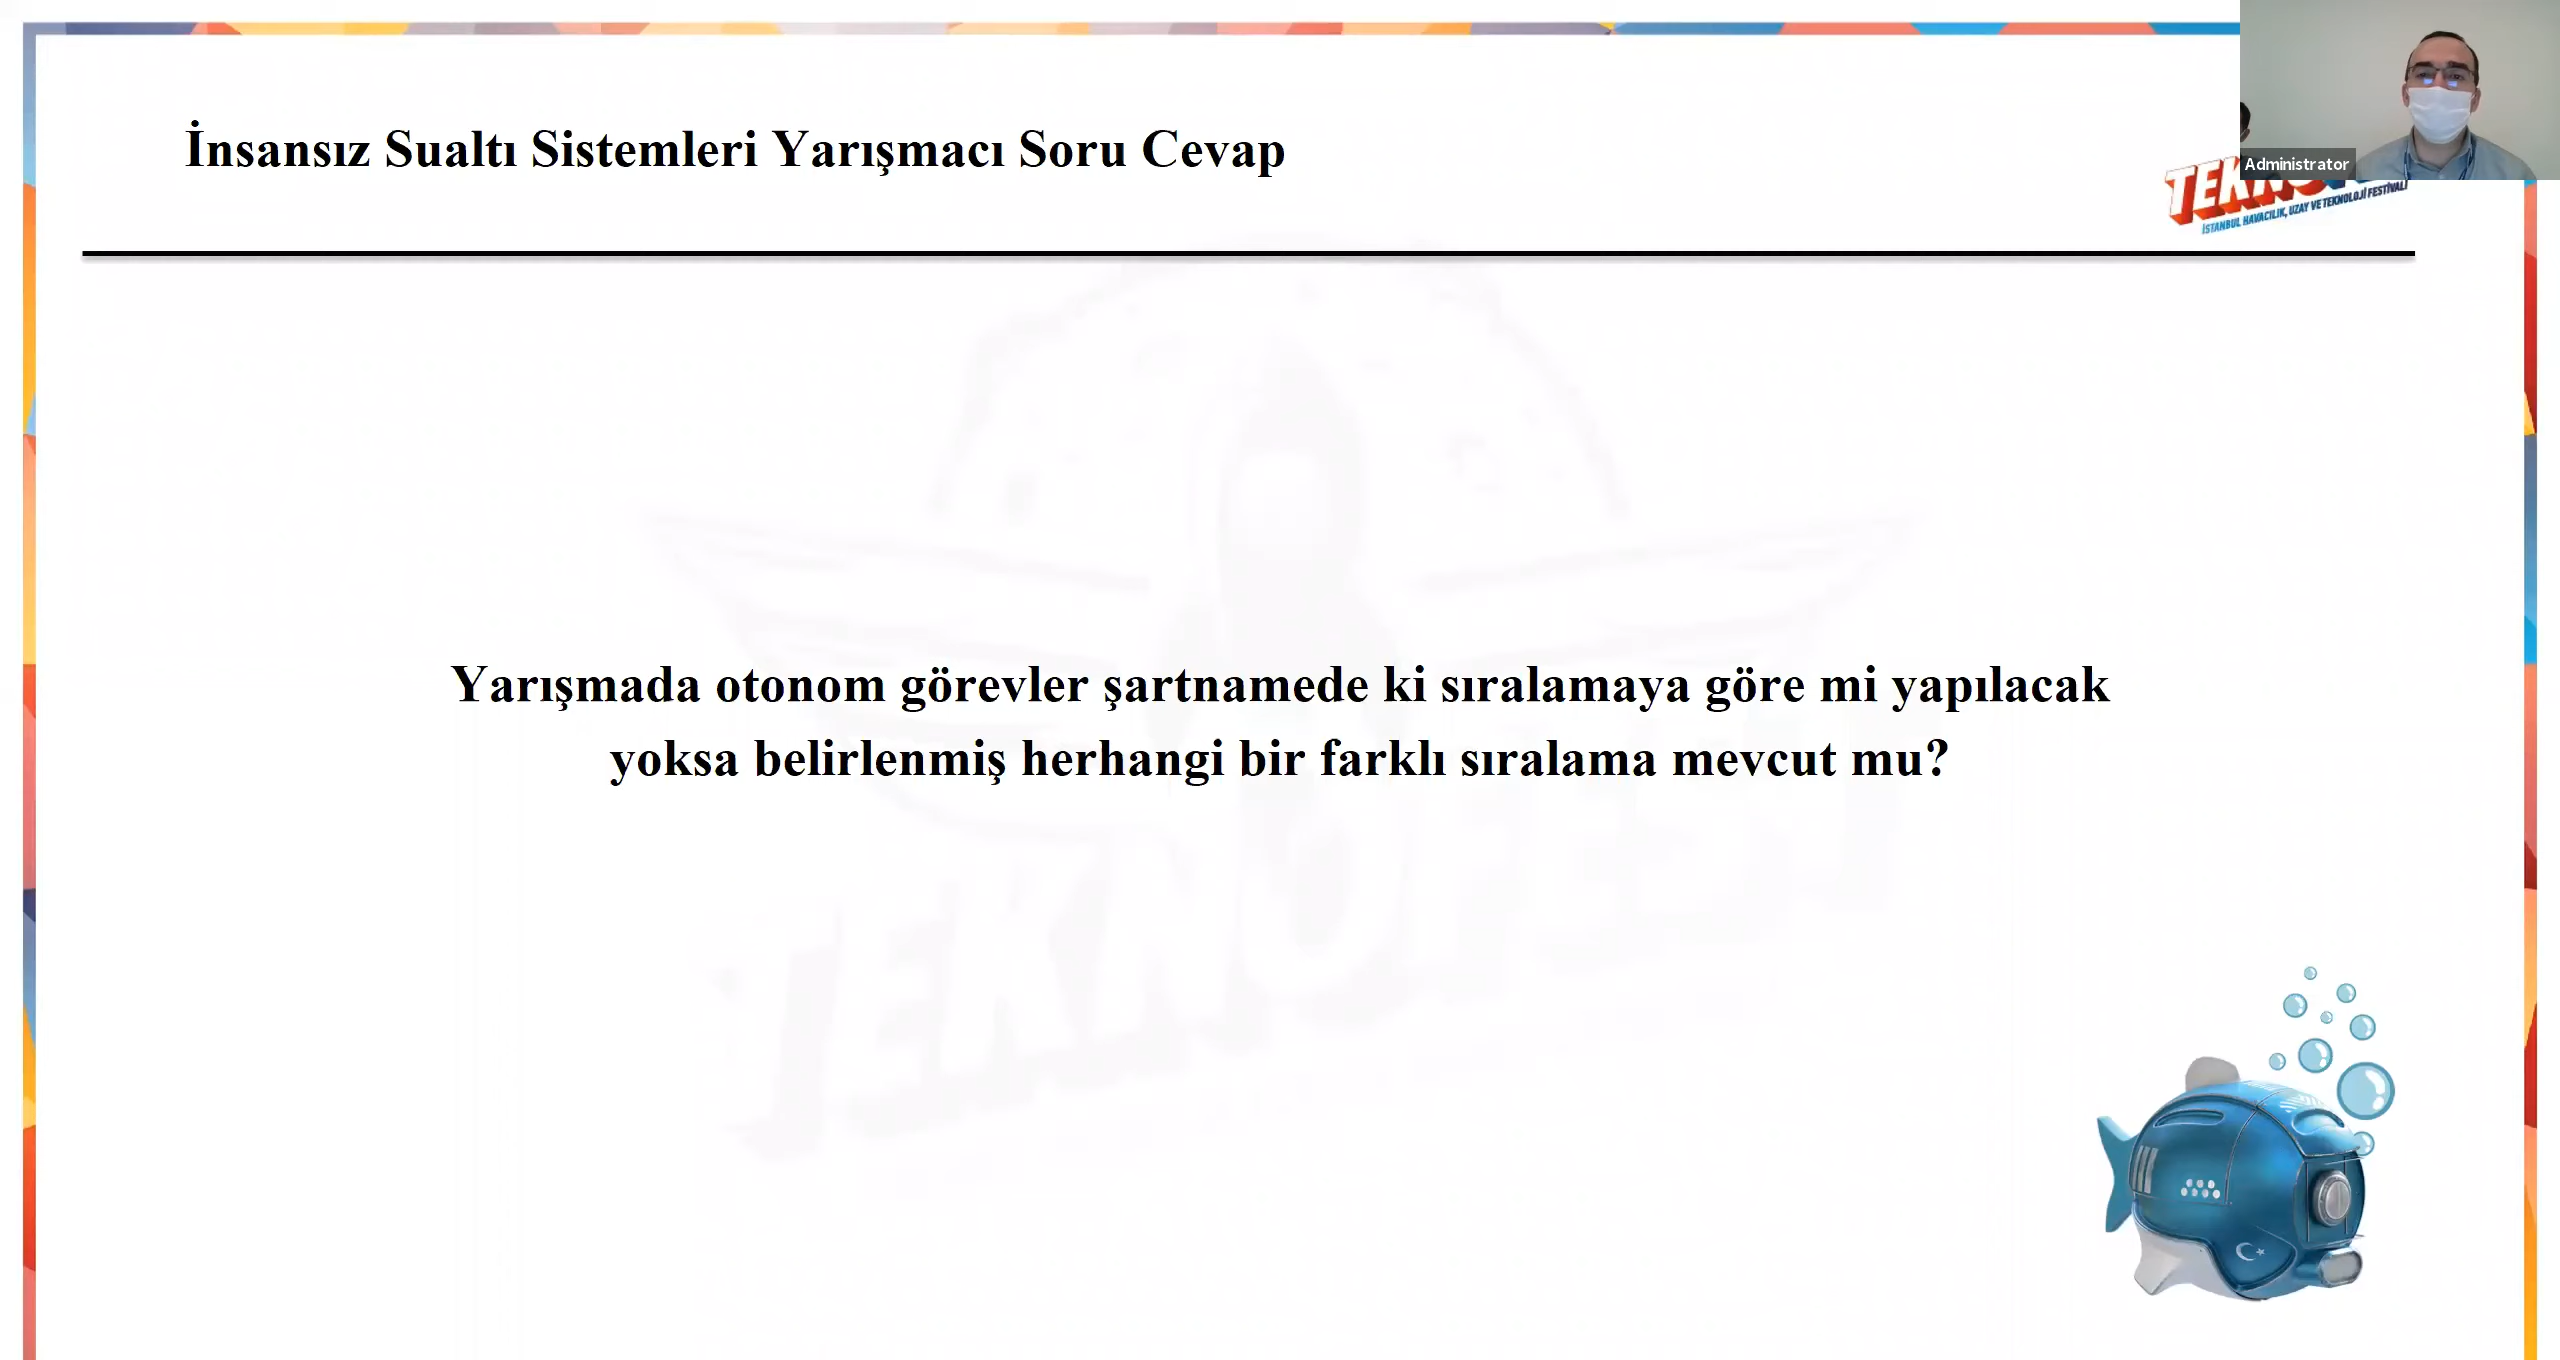 İnsansız Sualtı Sistemleri Yarışmacı Soru Cevap
Administrator
İSTANBUL HAVACILIK, UZAY VE TEKNOLOJİ FESTİVALİ
Yarışmada otonom görevler şartnamede ki sıralamaya göre mi yapılacak
yoksa belirlenmiş herhangi bir farklı sıralama mevcut mu?
TEKNOFEST